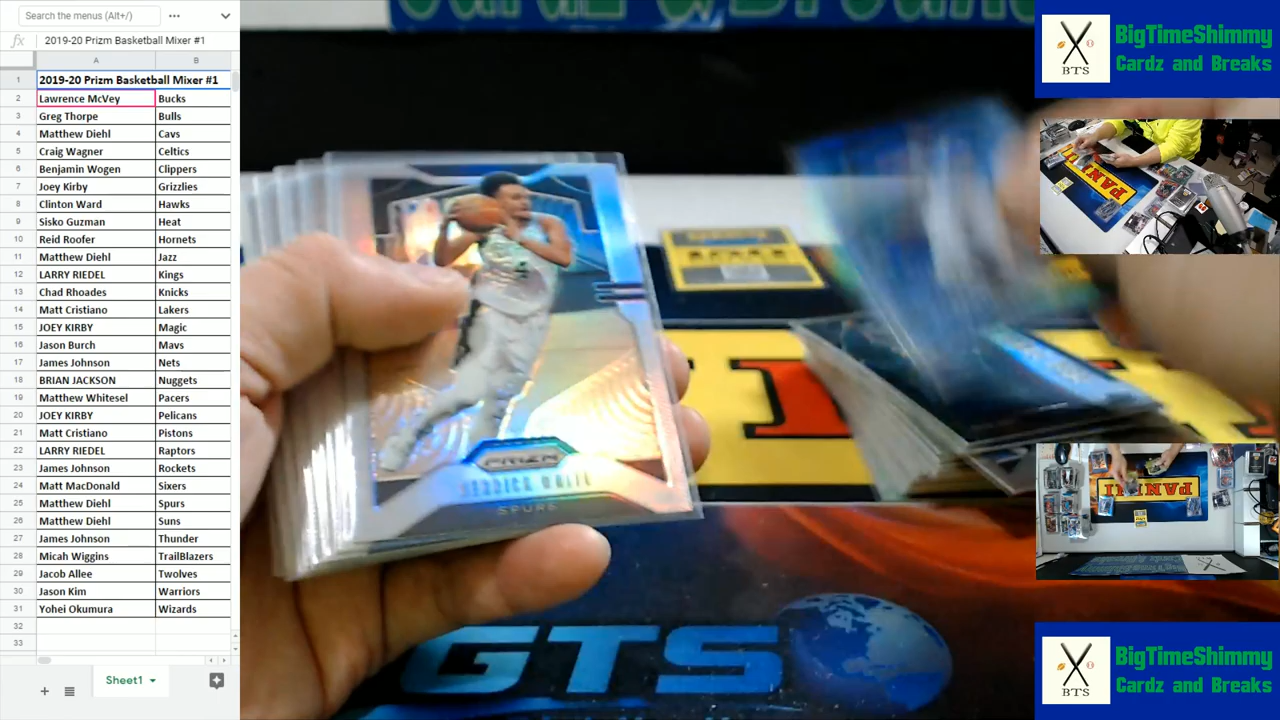 Search the menus (Alt+/)
fx 2019-20 Prizm Basketball Mixer #1
A B
1 2019-20 Prizm Basketball Mixer #1
2 Lawrence McVey Bucks
3 Greg Thorpe Bulls
4 Matthew Diehl Cavs
5 Craig Wagner Celtics
6 Benjamin Wogen Clippers
7 Joey Kirby Grizzlies
8 Clinton Ward Hawks
9 Sisko Guzman Heat
10 Reid Roofer Hornets
11 Matthew Diehl Jazz
12 LARRY RIEDEL Kings
13 Chad Rhoades Knicks
14 Matt Cristiano Lakers
15 JOEY KIRBY Magic
16 Jason Burch Mavs
17 James Johnson Nets
18 BRIAN JACKSON Nuggets
19 Matthew Whitesel Pacers
20 JOEY KIRBY Pelicans
21 Matt Cristiano Pistons
22 LARRY RIEDEL Raptors
23 James Johnson Rockets
24 Matt MacDonald Sixers
25 Matthew Diehl Spurs
26 Matthew Diehl Suns
27 James Johnson Thunder
28 Micah Wiggins TrailBlazers
29 Jacob Allee Twolves
30 Jason Kim Warriors
31 Yohei Okumura Wizards
32
33
Sheet1
PRIZM
DERRICK WHITE
SPURS
GTS
BTS
BigTimeShimmy
Cardz and Breaks
PANINI
PANINI
BTS
BigTimeShimmy
Cardz and Breaks